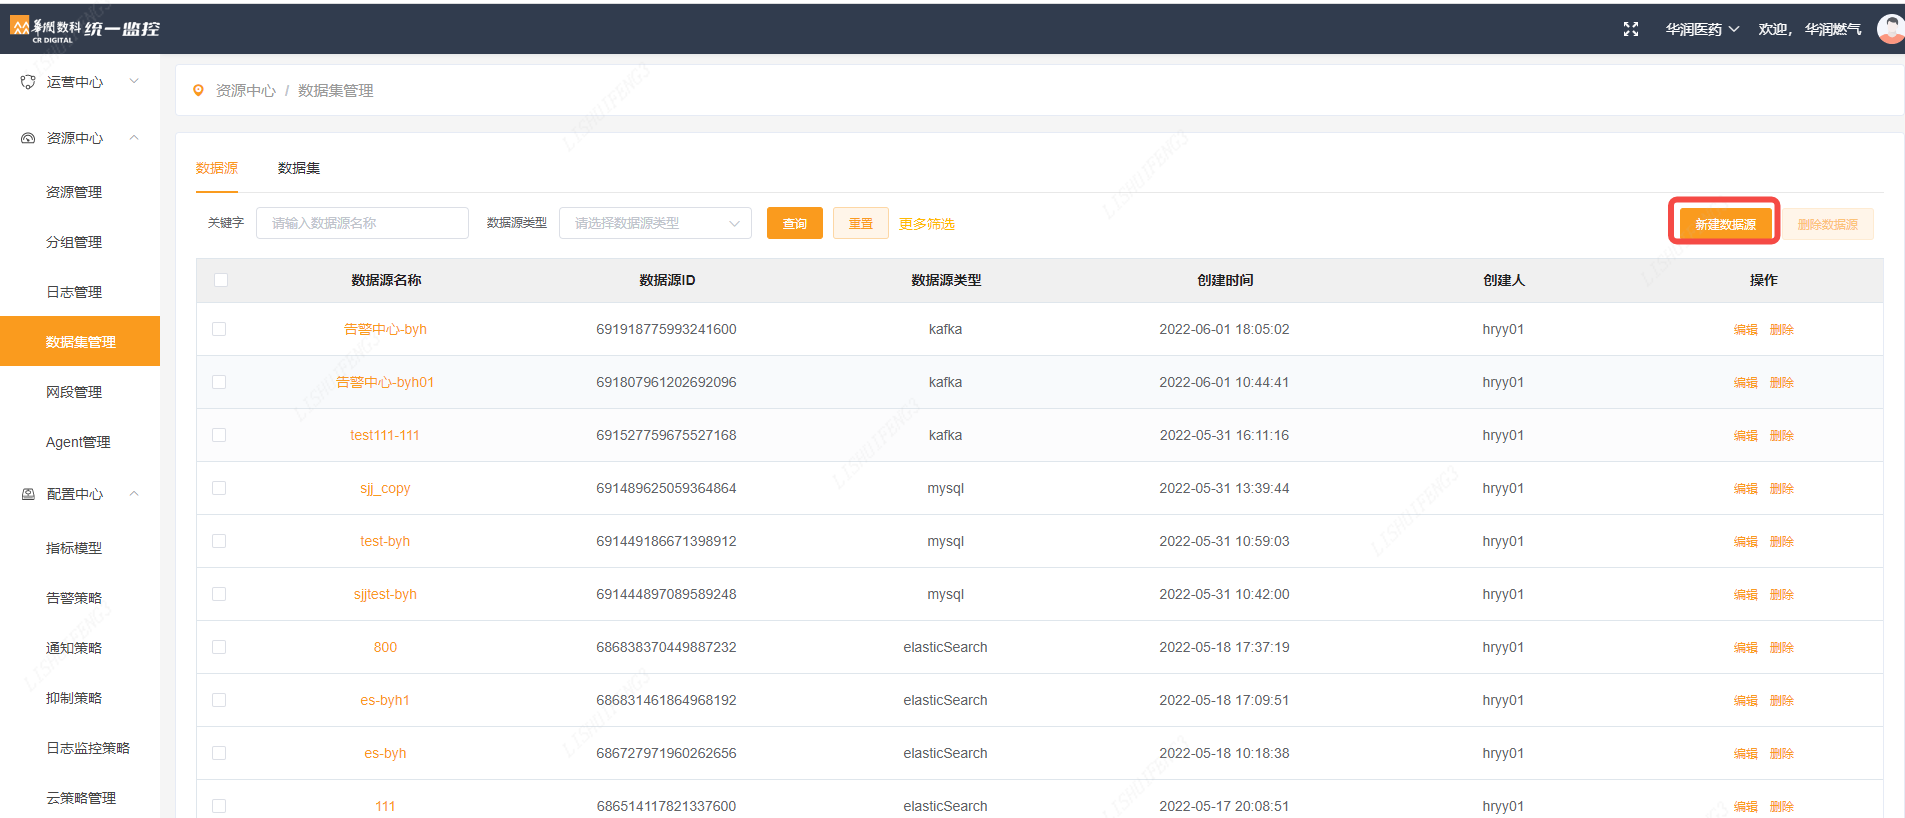 華潤数科 统一监控
CR DIGITAL
华润医药 欢迎， 华润燃气
运营中心
资源中心
资源管理
分组管理
日志管理
数据集管理
网段管理
Agent管理
配置中心
指标模型
告警策略
通知策略
抑制策略
日志监控策略
云策略管理
资源中心 / 数据集管理
数据源 数据集
关键字 请输入数据源名称 数据源类型 请选择数据源类型 查询 重置 更多筛选 新建数据源 删除数据源
数据源名称 数据源ID 数据源类型 创建时间 创建人 操作
告警中心-byh 691918775993241600 kafka 2022-06-01 18:05:02 hryy01 编辑 删除
告警中心-byh01 691807961202692096 kafka 2022-06-01 10:44:41 hryy01 编辑 删除
test111-111 691527759675527168 kafka 2022-05-31 16:11:16 hryy01 编辑 删除
sjj_copy 691489625059364864 mysql 2022-05-31 13:39:44 hryy01 编辑 删除
test-byh 691449186671398912 mysql 2022-05-31 10:59:03 hryy01 编辑 删除
sjjtest-byh 691444897089589248 mysql 2022-05-31 10:42:00 hryy01 编辑 删除
800 686838370449887232 elasticSearch 2022-05-18 17:37:19 hryy01 编辑 删除
es-byh1 686831461864968192 elasticSearch 2022-05-18 17:09:51 hryy01 编辑 删除
es-byh 686727971960262656 elasticSearch 2022-05-18 10:18:38 hryy01 编辑 删除
111 686514117821337600 elasticSearch 2022-05-17 20:08:51 hryy01 编辑 删除
LISHUIFENG3